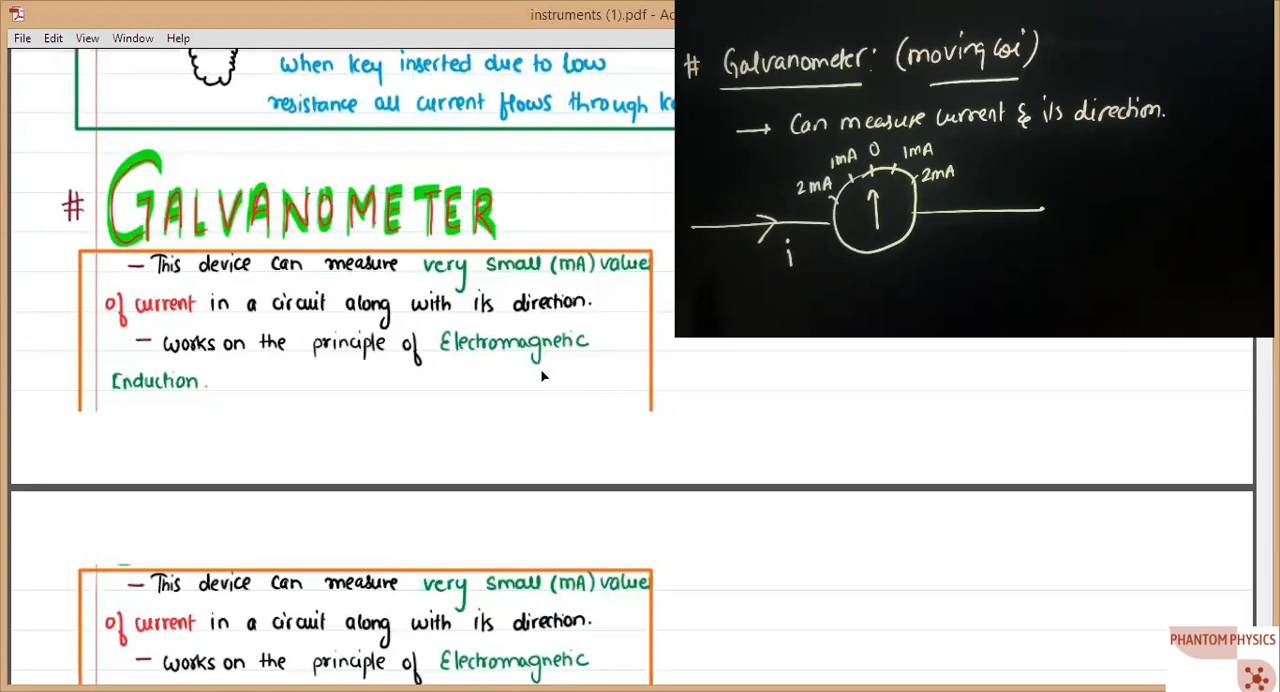 instruments (1).pdf - Ad
File Edit View Window Help
when key inserted due to low
resistance all current flows through
# GALVANOMETER
– This device can measure very small (mA) value
of current in a circuit along with its direction.
– works on the principle of Electromagnetic
Induction.
– This device can measure very small (mA) value
of current in a circuit along with its direction.
– works on the principle of Electromagnetic
# Galvanometer: (moving coi)
→ Can measure current & its direction.
2mA 1mA 0 1mA 2mA
i
PHANTOM PHYSICS